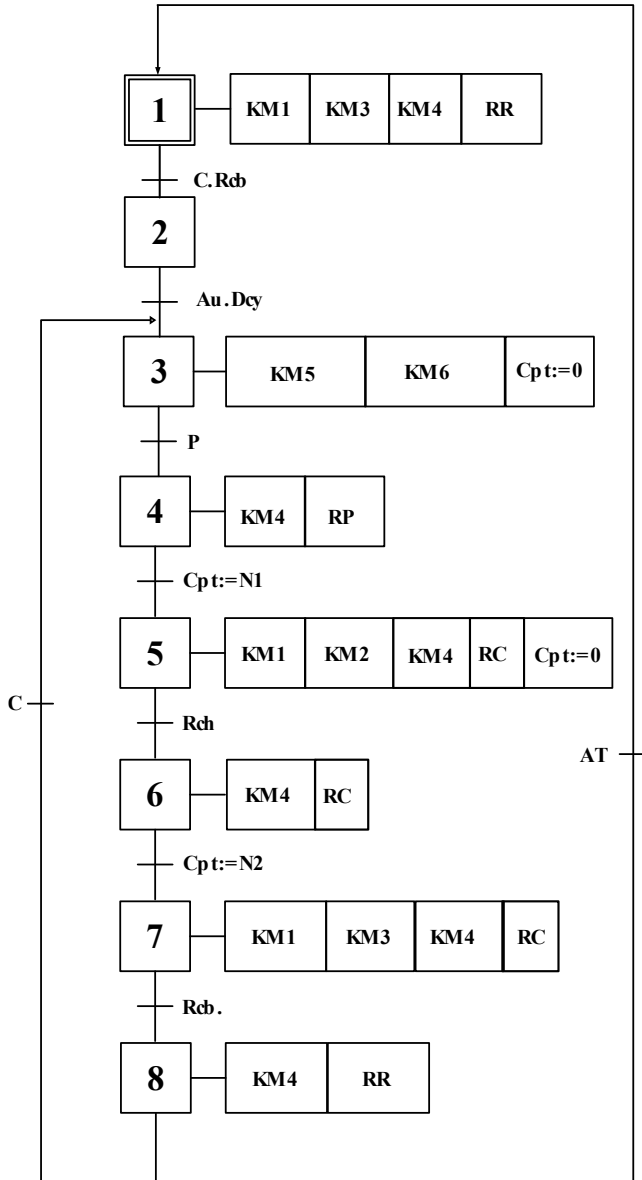 1 KM1 KM3 KM4 RR
C.Rcb
2
Au.Dcy
3 KM5 KM6 Cpt:=0
P
4 KM4 RP
Cpt:=N1
5 KM1 KM2 KM4 RC Cpt:=0
C
Rch
AT
6 KM4 RC
Cpt:=N2
7 KM1 KM3 KM4 RC
Rcb.
8 KM4 RR